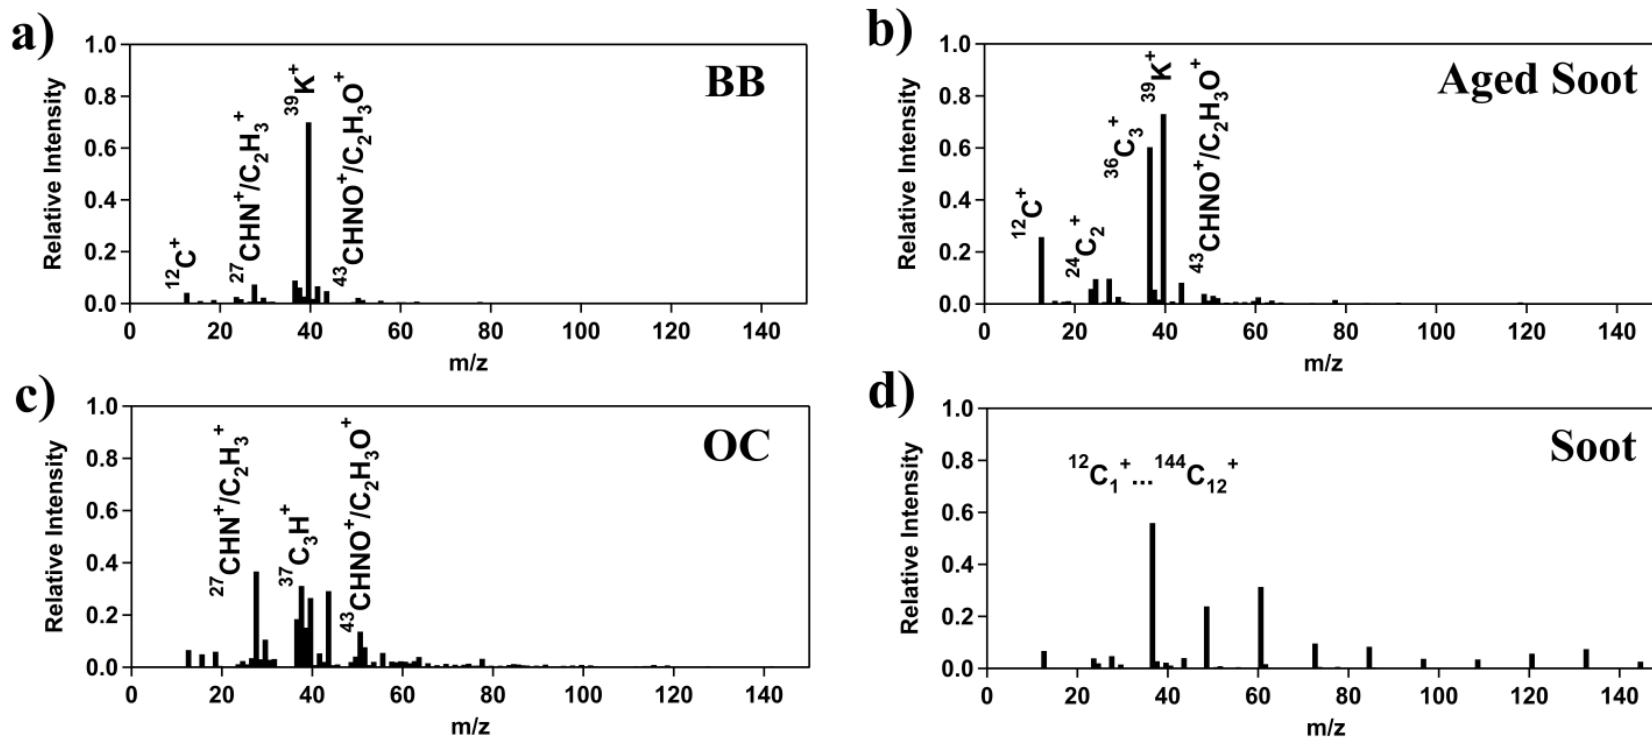 a)
BB
1.0
0.8
0.6
0.4
0.2
0.0
Relative Intensity
¹²C⁺
²⁷CHN⁺/C₂H₃⁺
³⁹K⁺
⁴³CHNO⁺/C₂H₃O⁺
0 20 40 60 80 100 120 140
m/z
b)
Aged Soot
1.0
0.8
0.6
0.4
0.2
0.0
Relative Intensity
¹²C⁺
²⁴C₂⁺
³⁶C₃⁺
³⁹K⁺
⁴³CHNO⁺/C₂H₃O⁺
0 20 40 60 80 100 120 140
m/z
c)
OC
1.0
0.8
0.6
0.4
0.2
0.0
Relative Intensity
²⁷CHN⁺/C₂H₃⁺
³⁷C₃H⁺
⁴³CHNO⁺/C₂H₃O⁺
0 20 40 60 80 100 120 140
m/z
d)
Soot
1.0
0.8
0.6
0.4
0.2
0.0
Relative Intensity
¹²C₁⁺...¹⁴⁴C₁₂⁺
0 20 40 60 80 100 120 140
m/z